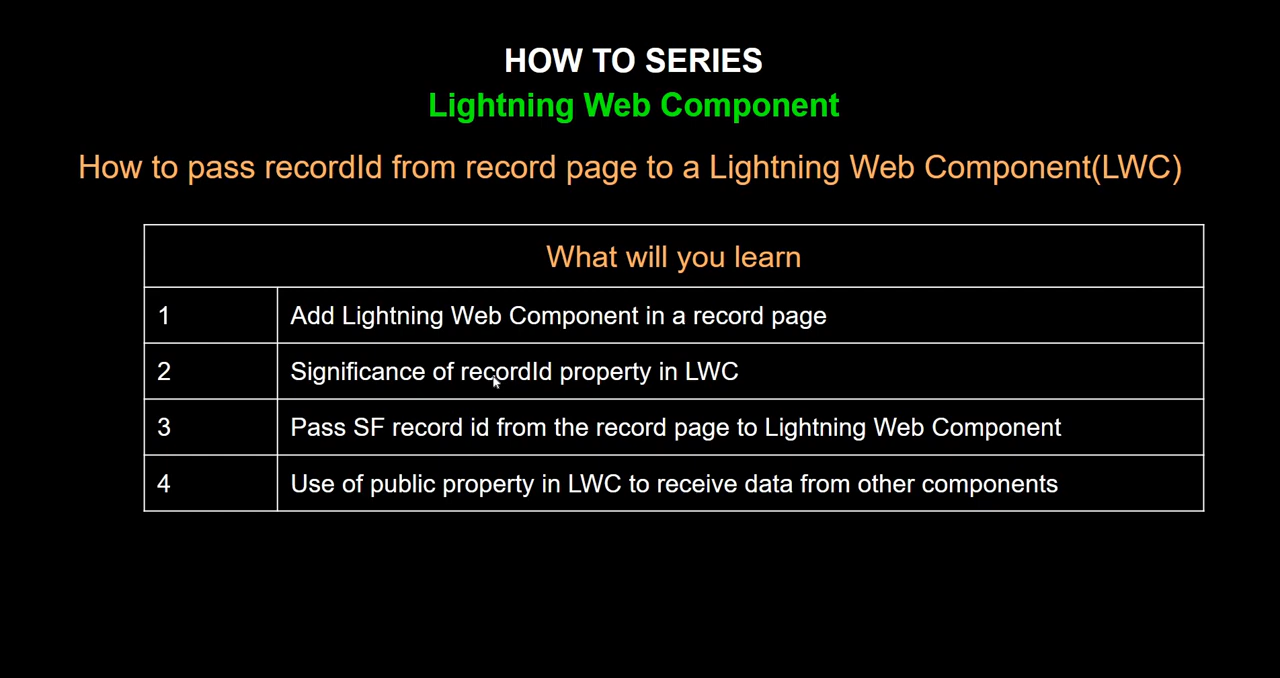 HOW TO SERIES
Lightning Web Component
How to pass recordId from record page to a Lightning Web Component(LWC)
What will you learn
1 Add Lightning Web Component in a record page
2 Significance of recordId property in LWC
3 Pass SF record id from the record page to Lightning Web Component
4 Use of public property in LWC to receive data from other components